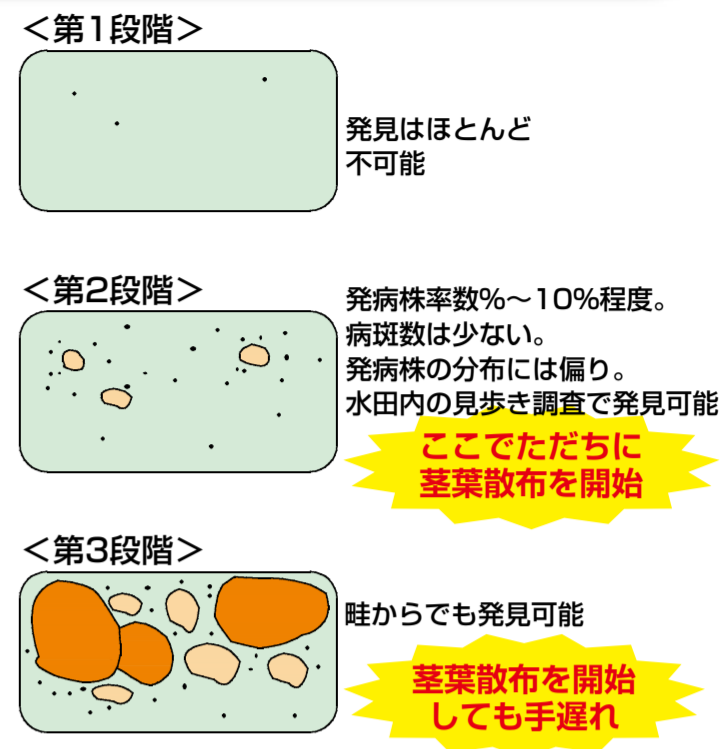 ＜第1段階＞
発見はほとんど
不可能
＜第2段階＞
発病株率数％～10％程度。
病斑数は少ない。
発病株の分布には偏り。
水田内の見歩き調査で発見可能
ここでただちに
茎葉散布を開始
＜第3段階＞
畦からでも発見可能
茎葉散布を開始
しても手遅れ